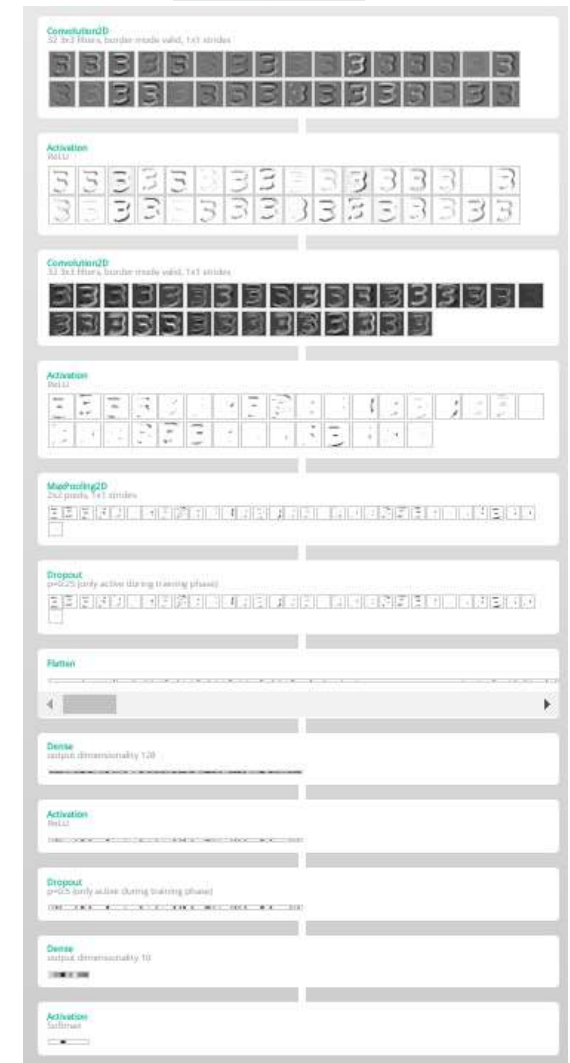 Convolution2D
32 3x3 filters, border mode valid, 1x1 strides
Activation
ReLU
Convolution2D
32 3x3 filters, border mode valid, 1x1 strides
Activation
ReLU
MaxPooling2D
2x2 pools, 1x1 strides
Dropout
p=0.25 (only active during training phase)
Flatten
Dense
output dimensionality 128
Activation
ReLU
Dropout
p=0.5 (only active during training phase)
Dense
output dimensionality 10
Activation
Softmax